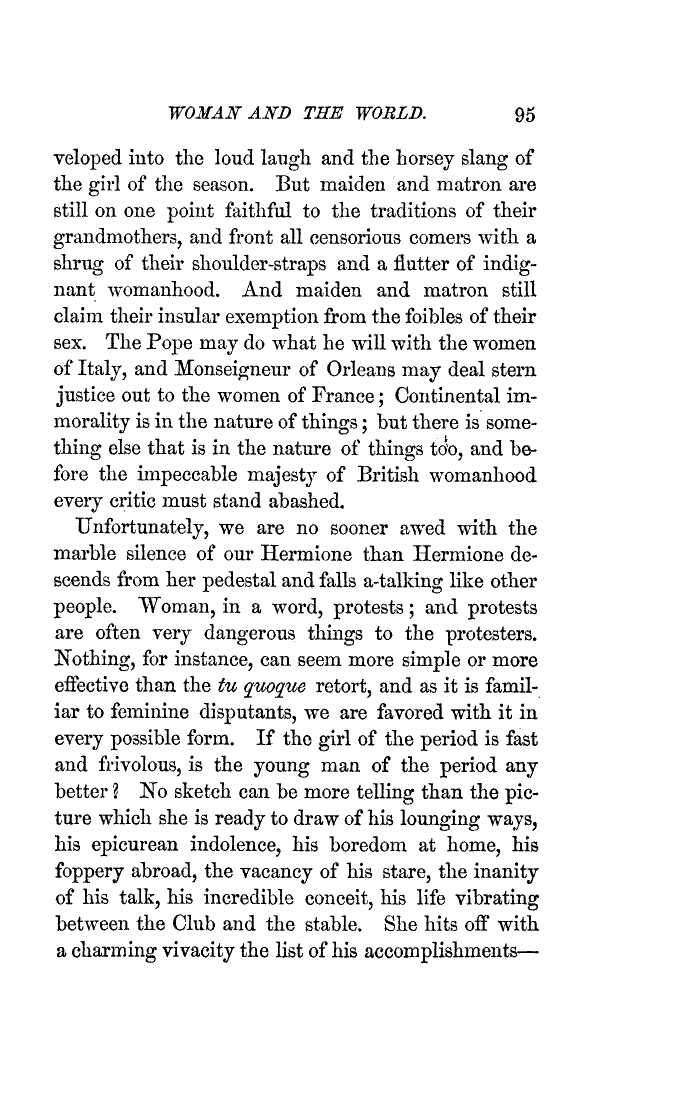 WOMAN AND THE WORLD. 95
veloped into the loud laugh and the horsey slang of
the girl of the season. But maiden and matron are
still on one point faithful to the traditions of their
grandmothers, and front all censorious comers with a
shrug of their shoulder-straps and a flutter of indig-
nant womanhood. And maiden and matron still
claim their insular exemption from the foibles of their
sex. The Pope may do what he will with the women
of Italy, and Monseigneur of Orleans may deal stern
justice out to the women of France; Continental im-
morality is in the nature of things; but there is some-
thing else that is in the nature of things too, and be-
fore the impeccable majesty of British womanhood
every critic must stand abashed.
Unfortunately, we are no sooner awed with the
marble silence of our Hermione than Hermione de-
scends from her pedestal and falls a-talking like other
people. Woman, in a word, protests; and protests
are often very dangerous things to the protesters.
Nothing, for instance, can seem more simple or more
effective than the tu quoque retort, and as it is famil-
iar to feminine disputants, we are favored with it in
every possible form. If the girl of the period is fast
and frivolous, is the young man of the period any
better? No sketch can be more telling than the pic-
ture which she is ready to draw of his lounging ways,
his epicurean indolence, his boredom at home, his
foppery abroad, the vacancy of his stare, the inanity
of his talk, his incredible conceit, his life vibrating
between the Club and the stable. She hits off with
a charming vivacity the list of his accomplishments—